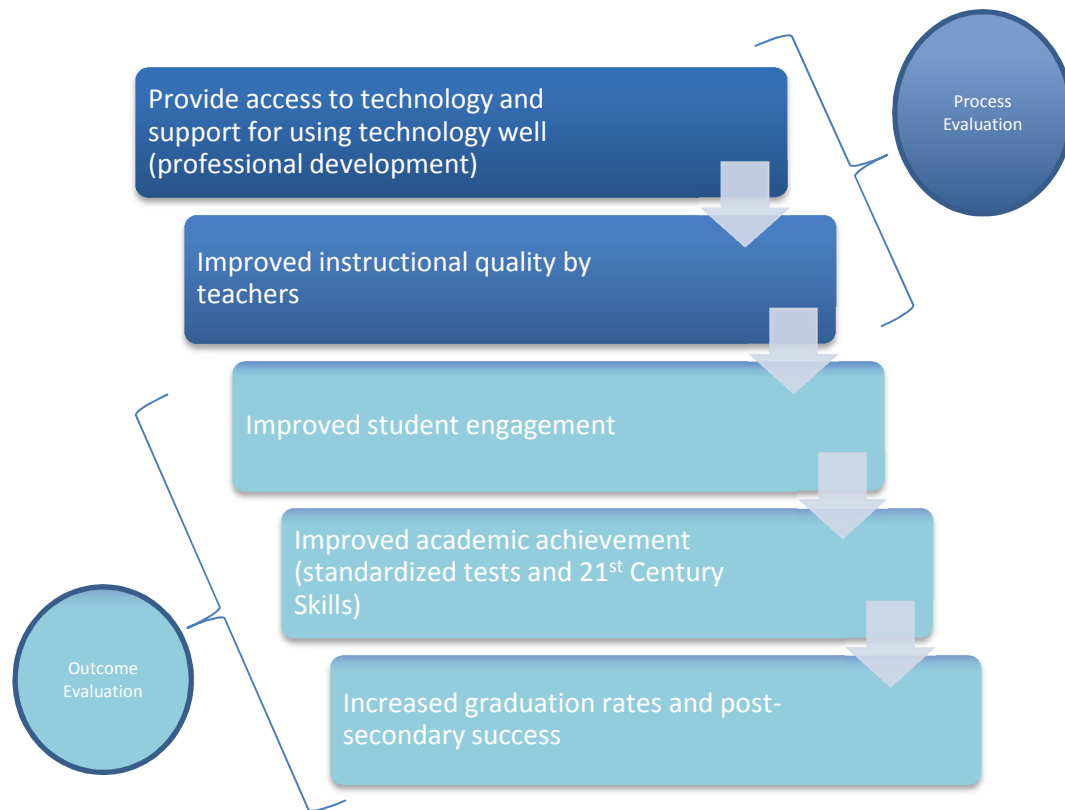 Provide access to technology and
support for using technology well
(professional development)
Process
Evaluation
Improved instructional quality by
teachers
Improved student engagement
Improved academic achievement
(standardized tests and 21st Century
Skills)
Outcome
Evaluation
Increased graduation rates and post-
secondary success